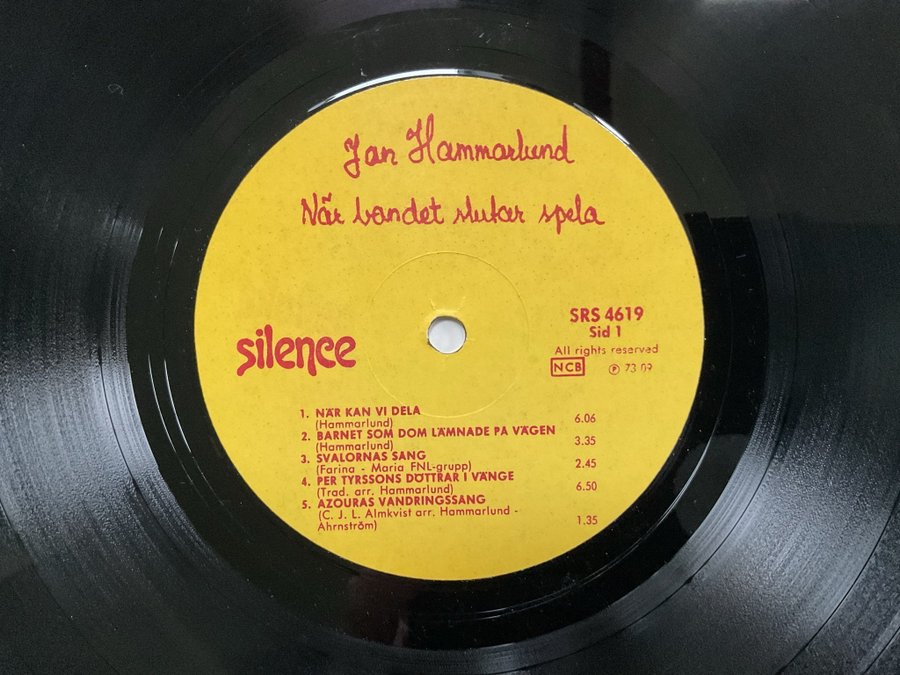 Jan Hammarlund
När bandet slutar spela
silence
SRS 4619
Sid 1
All rights reserved
NCB ℗ 73 09
1. NÄR KAN VI DELA 6.06
(Hammarlund)
2. BARNET SOM DOM LÄMNADE PA VÄGEN 3.35
(Hammarlund)
3. SVALORNAS SANG 2.45
(Farina - Maria FNL-grupp)
4. PER TYRSSONS DÖTTRAR I VÄNGE 6.50
(Trad. arr. Hammarlund)
5. AZOURAS VANDRINGSSANG
(C. J. L. Almkvist arr. Hammarlund -
Ahrnström) 1.35